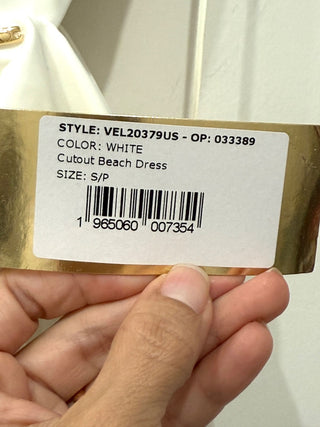 STYLE: VEL20379US - OP: 033389
COLOR: WHITE
Cutout Beach Dress
SIZE: S/P
1 965060 007354